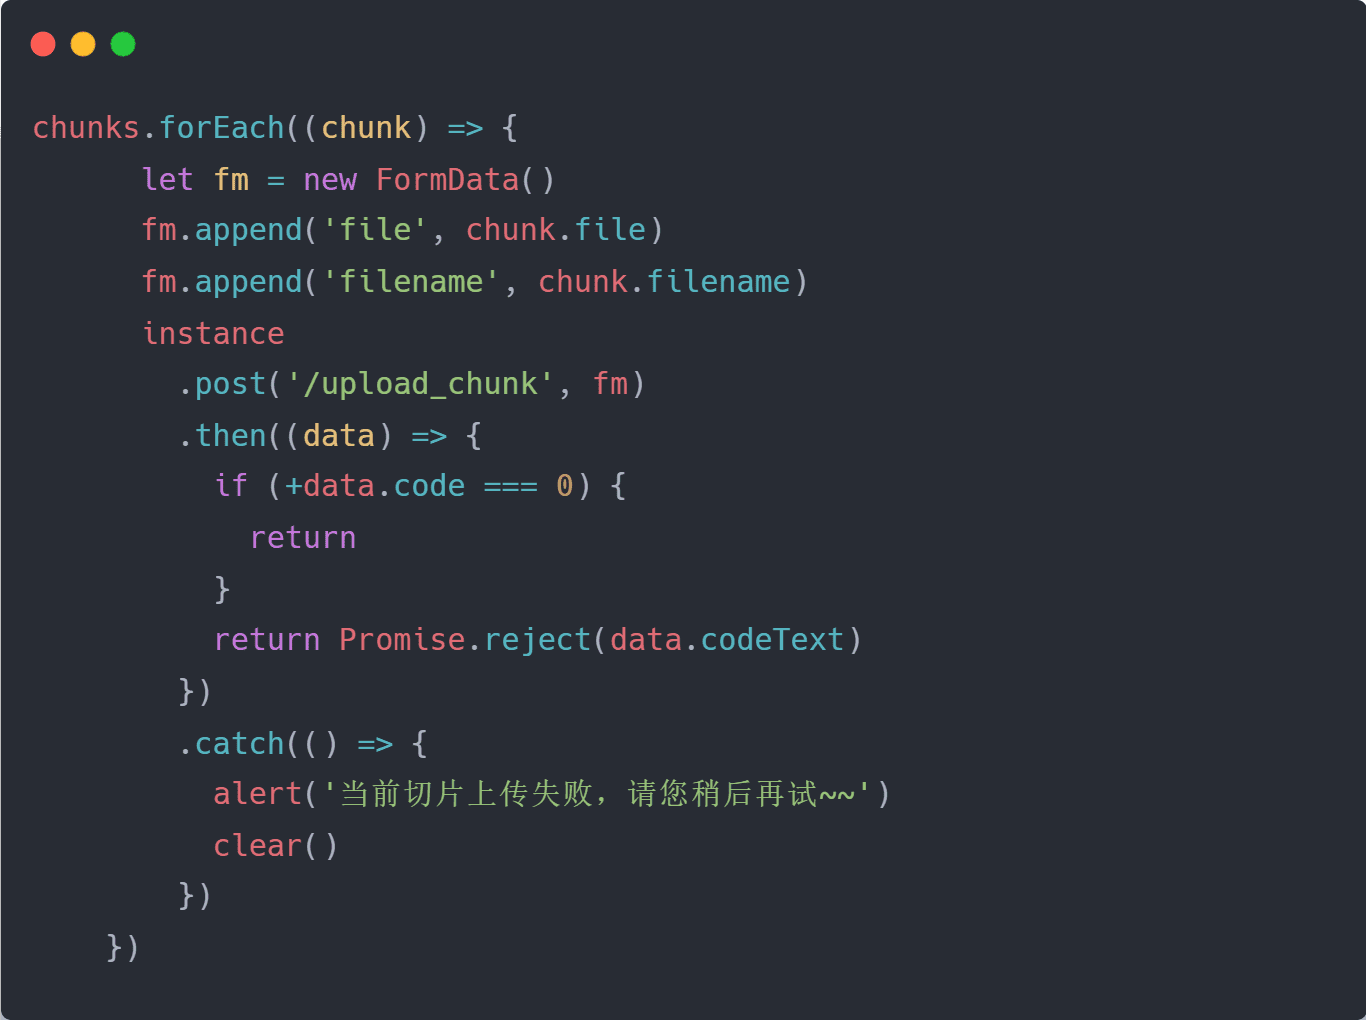 chunks.forEach((chunk) => {
      let fm = new FormData()
      fm.append('file', chunk.file)
      fm.append('filename', chunk.filename)
      instance
        .post('/upload_chunk', fm)
        .then((data) => {
          if (+data.code === 0) {
            return
          }
          return Promise.reject(data.codeText)
        })
        .catch(() => {
          alert('当前切片上传失败，请您稍后再试~~')
          clear()
        })
    })